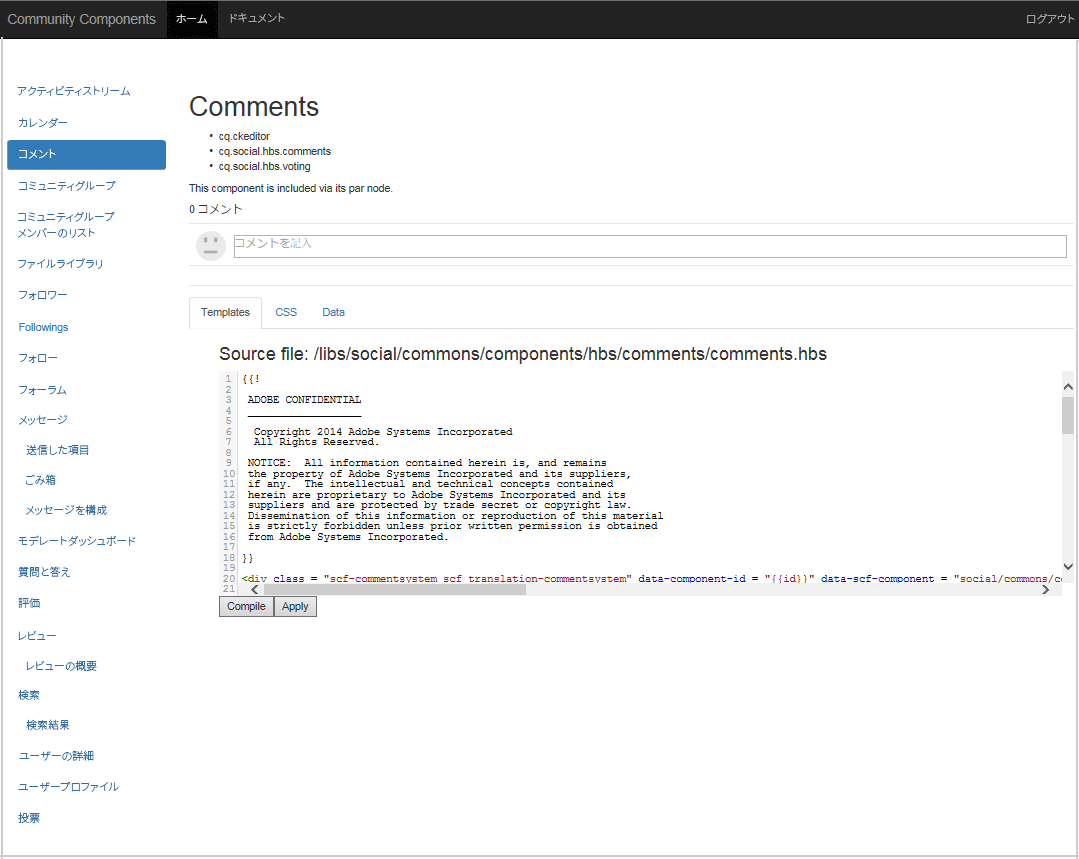 Community Components ホーム ドキュメント ログアウト
アクティビティストリーム
カレンダー
コメント
コミュニティグループ
コミュニティグループ
メンバーのリスト
ファイルライブラリ
フォロワー
Followings
フォロー
フォーラム
メッセージ
送信した項目
ごみ箱
メッセージを構成
モデレートダッシュボード
質問と答え
評価
レビュー
レビューの概要
検索
検索結果
ユーザーの詳細
ユーザープロファイル
投票
Comments
• cq.ckeditor
• cq.social.hbs.comments
• cq.social.hbs.voting
This component is included via its par node.
0 コメント
コメントを記入
Templates CSS Data
Source file: /libs/social/commons/components/hbs/comments/comments.hbs
1 {{!
2
3 ADOBE CONFIDENTIAL
4 ___________________
5
6 Copyright 2014 Adobe Systems Incorporated
7 All Rights Reserved.
8
9 NOTICE: All information contained herein is, and remains
10 the property of Adobe Systems Incorporated and its suppliers,
11 if any. The intellectual and technical concepts contained
12 herein are proprietary to Adobe Systems Incorporated and its
13 suppliers and are protected by trade secret or copyright law.
14 Dissemination of this information or reproduction of this material
15 is strictly forbidden unless prior written permission is obtained
16 from Adobe Systems Incorporated.
17
18 }}
19
20 <div class = "scf-commentsystem scf translation-commentsystem" data-component-id = "{{id}}" data-scf-component = "social/commons/c
21
Compile Apply